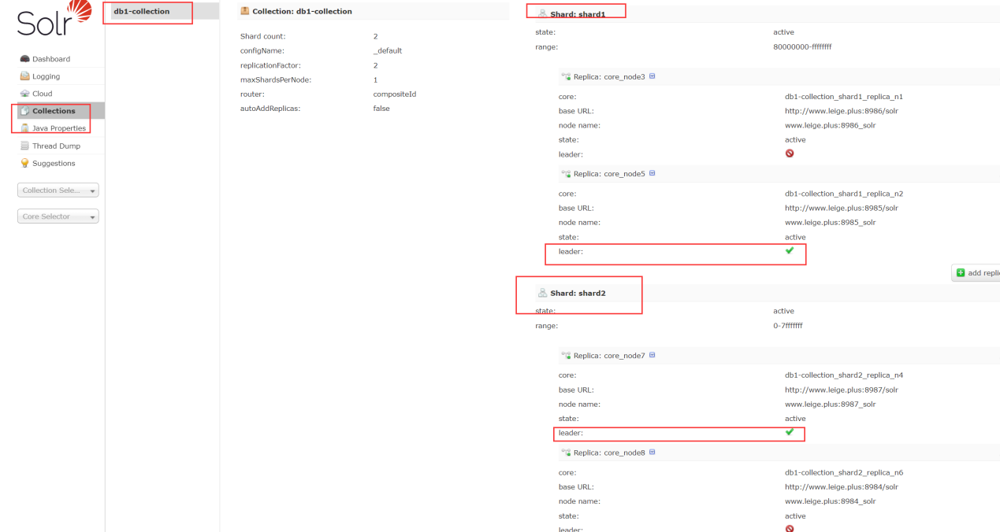 Solr
Dashboard
Logging
Cloud
Collections
Java Properties
Thread Dump
Suggestions
Collection Sele...
Core Selector
db1-collection
Collection: db1-collection
Shard count: 2
configName: _default
replicationFactor: 2
maxShardsPerNode: 1
router: compositeId
autoAddReplicas: false
Shard: shard1
state: active
range: 80000000-ffffffff
Replica: core_node3
core: db1-collection_shard1_replica_n1
base URL: http://www.leige.plus:8986/solr
node name: www.leige.plus:8986_solr
state: active
leader:
Replica: core_node5
core: db1-collection_shard1_replica_n2
base URL: http://www.leige.plus:8985/solr
node name: www.leige.plus:8985_solr
state: active
leader:
add replic
Shard: shard2
state: active
range: 0-7fffffff
Replica: core_node7
core: db1-collection_shard2_replica_n4
base URL: http://www.leige.plus:8987/solr
node name: www.leige.plus:8987_solr
state: active
leader:
Replica: core_node8
core: db1-collection_shard2_replica_n6
base URL: http://www.leige.plus:8984/solr
node name: www.leige.plus:8984_solr
state: active
leader: